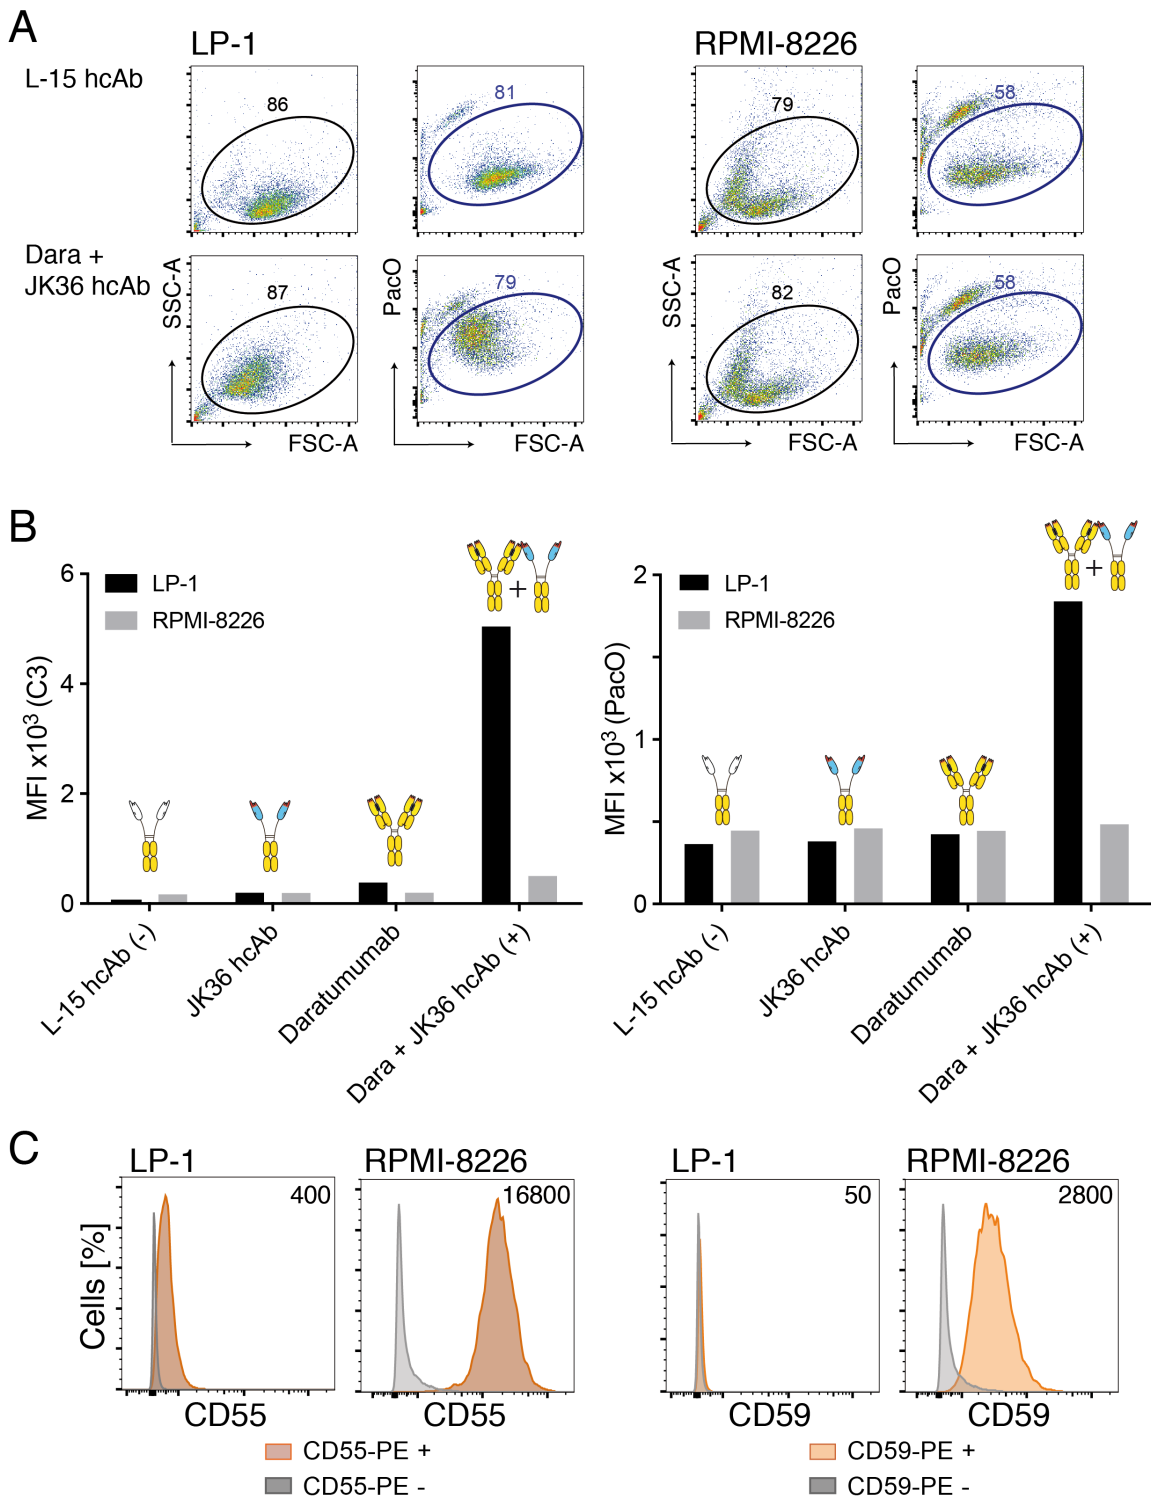 A
LP-1
RPMI-8226
L-15 hcAb
86
81
79
58
Dara +
JK36 hcAb
87
79
82
58
SSC-A
PacO
SSC-A
PacO
FSC-A
FSC-A
FSC-A
FSC-A
B
6
4
2
0
MFI x10³ (C3)
LP-1
RPMI-8226
+
L-15 hcAb (-)
JK36 hcAb
Daratumumab
Dara + JK36 hcAb (+)
2
1
0
MFI x10³ (PacO)
LP-1
RPMI-8226
+
L-15 hcAb (-)
JK36 hcAb
Daratumumab
Dara + JK36 hcAb (+)
C
LP-1
RPMI-8226
LP-1
RPMI-8226
400
16800
50
2800
Cells [%]
CD55
CD55
CD59
CD59
CD55-PE +
CD55-PE -
CD59-PE +
CD59-PE -